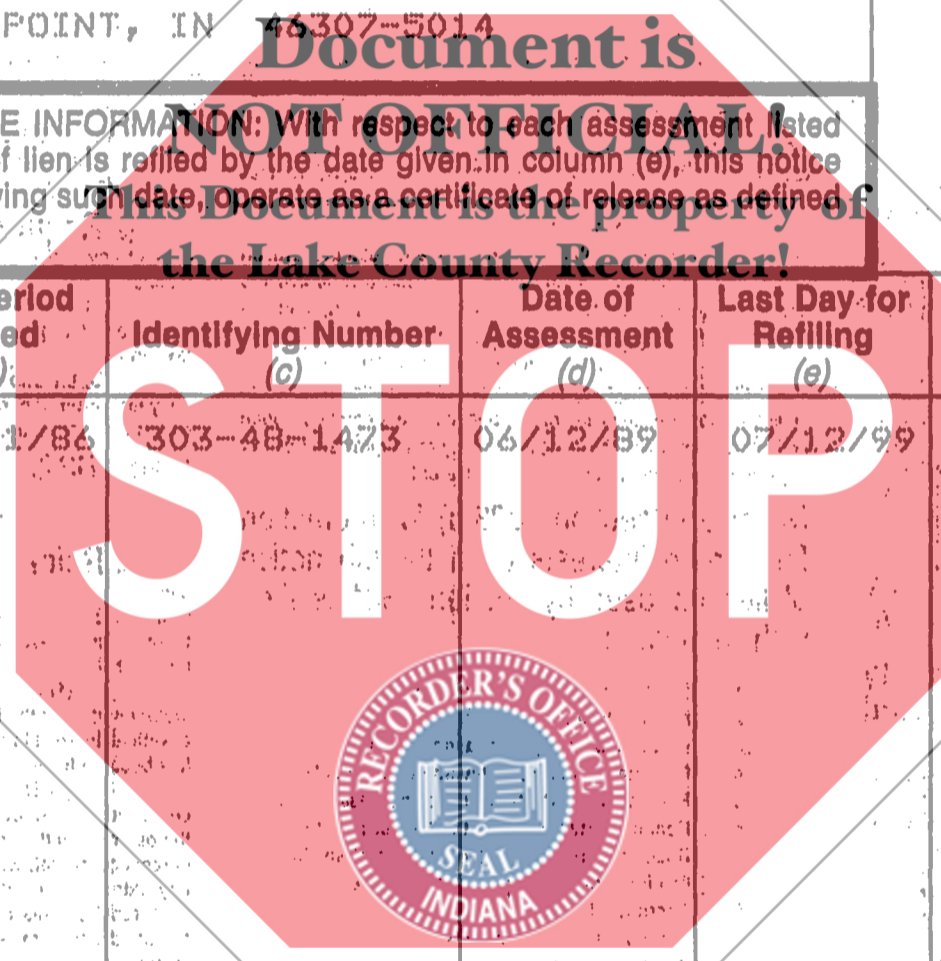 POINT, IN 46307-5014
Document is
NOT OFFICIAL!
This Document is the property of
the Lake County Recorder!
E INFORMATION: With respect to each assessment listed
f lien is refiled by the date given in column (e), this notice
ing such date, operate as a certificate of release as defined
eriod
ed
Identifying Number
(c)
Date of
Assessment
(d)
Last Day for
Refiling
(e)
1/86 303-48-1473 06/12/89 07/12/99
STOP
RECORDER'S OFFICE
SEAL
INDIANA